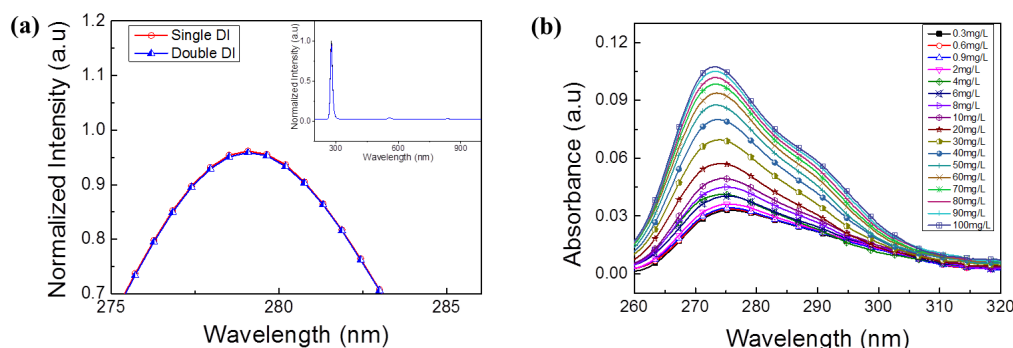 (a)
Normalized Intensity (a.u)
1.2
1.1
1.0
0.9
0.8
0.7
275
280
285
Wavelength (nm)
Single DI
Double DI
Normalized Intensity (a.u)
1.0
0.5
0.0
300
600
900
Wavelength (nm)
(b)
Absorbance (a.u)
0.12
0.09
0.06
0.03
0.00
260
270
280
290
300
310
320
Wavelength (nm)
0.3mg/L
0.6mg/L
0.9mg/L
2mg/L
4mg/L
6mg/L
8mg/L
10mg/L
20mg/L
30mg/L
40mg/L
50mg/L
60mg/L
70mg/L
80mg/L
90mg/L
100mg/L